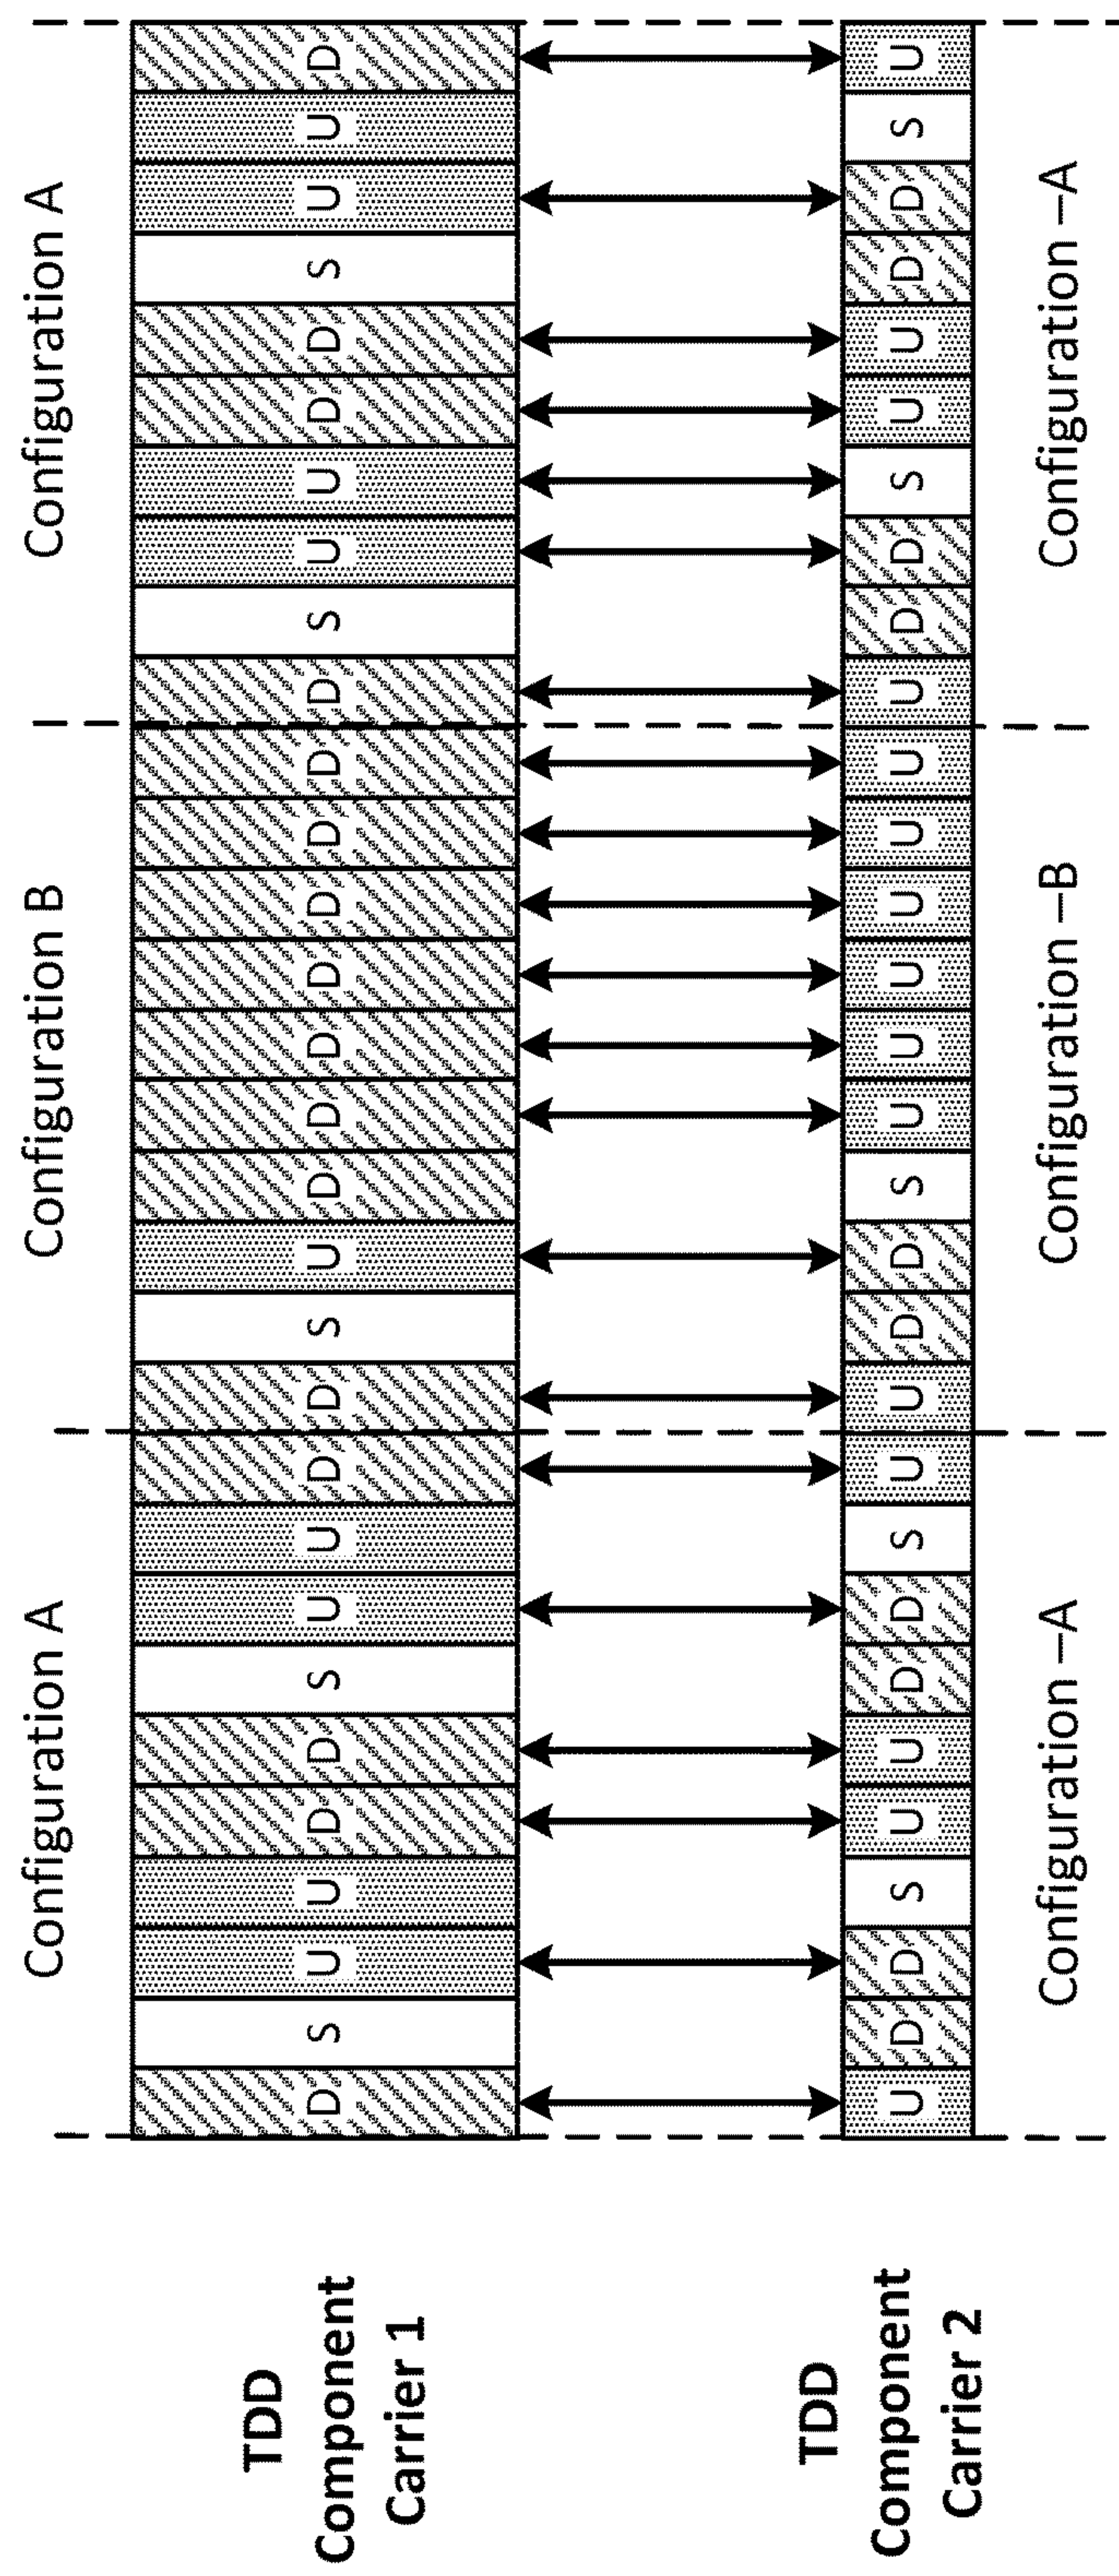 Configuration A Configuration B Configuration A
TDD
Component
Carrier 1
D S U U D D S U U D D S U D D D D D D D D S U U D D S U U D
TDD
Component
Carrier 2
U D D S U U D D S U U D D S U U U U U U U D D S U U D D S U
Configuration –A Configuration –B Configuration –A